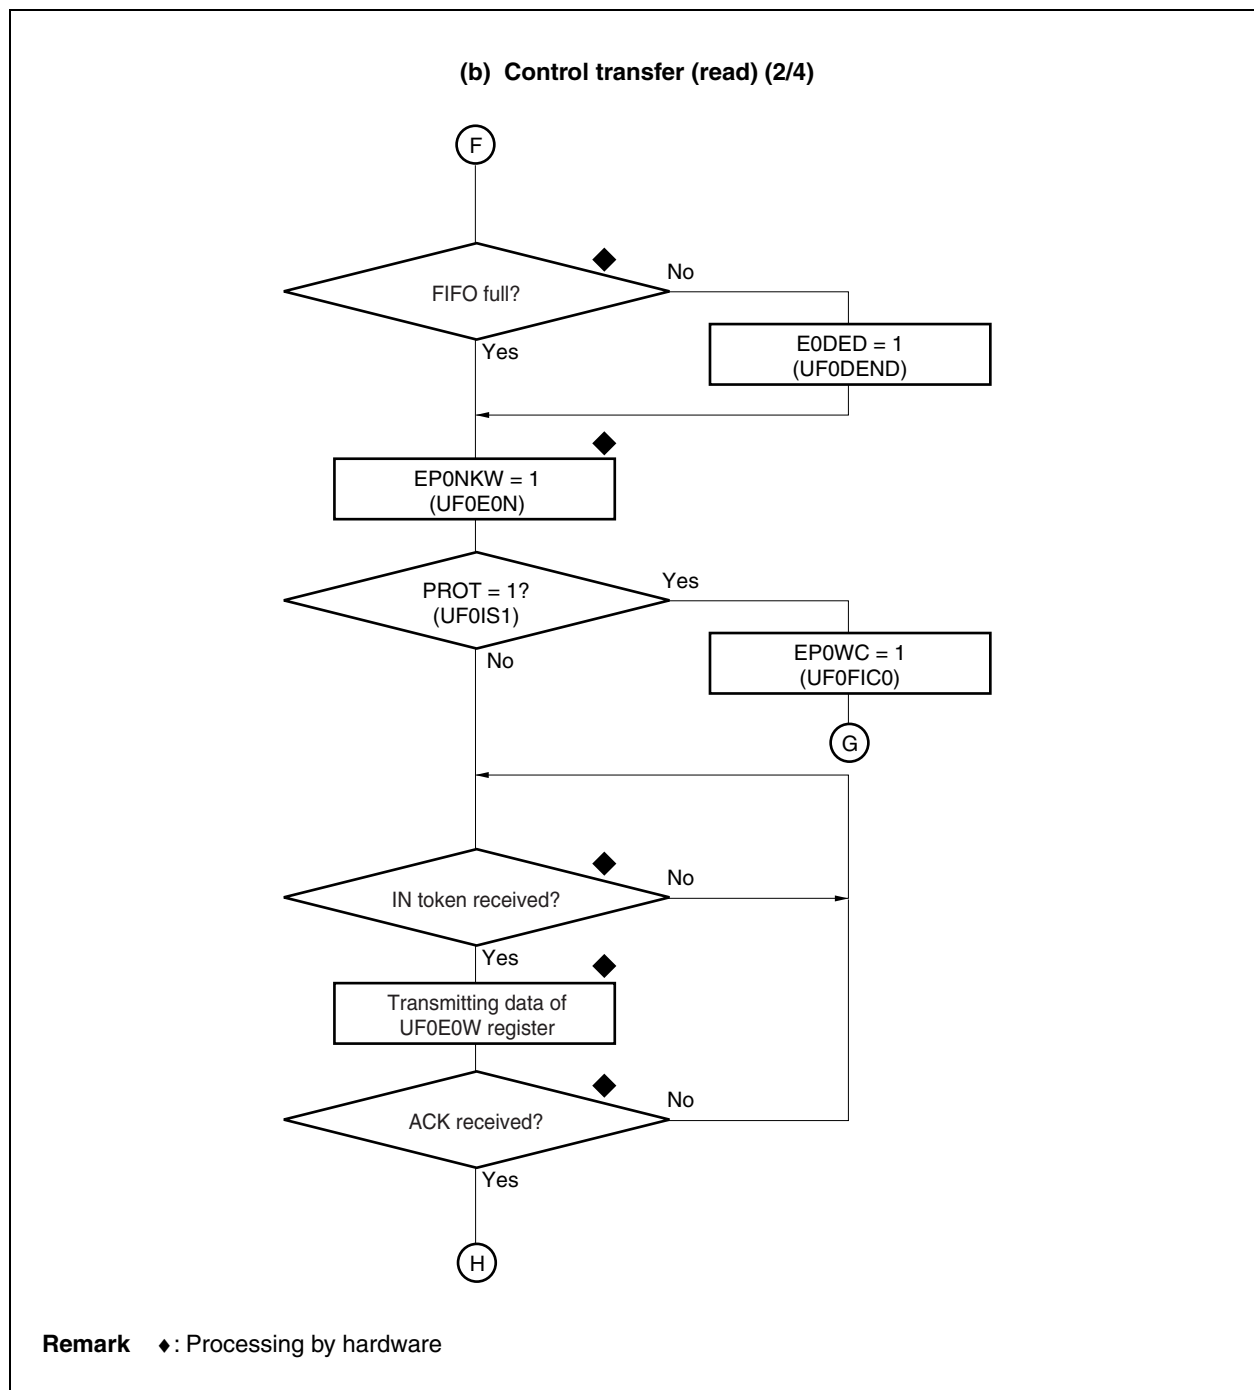 (b) Control transfer (read) (2/4)
F
FIFO full?
No
E0DED = 1
(UF0DEND)
Yes
EP0NKW = 1
(UF0E0N)
PROT = 1?
(UF0IS1)
Yes
EP0WC = 1
(UF0FIC0)
No
G
IN token received?
No
Yes
Transmitting data of
UF0E0W register
ACK received?
No
Yes
H
Remark ♦: Processing by hardware